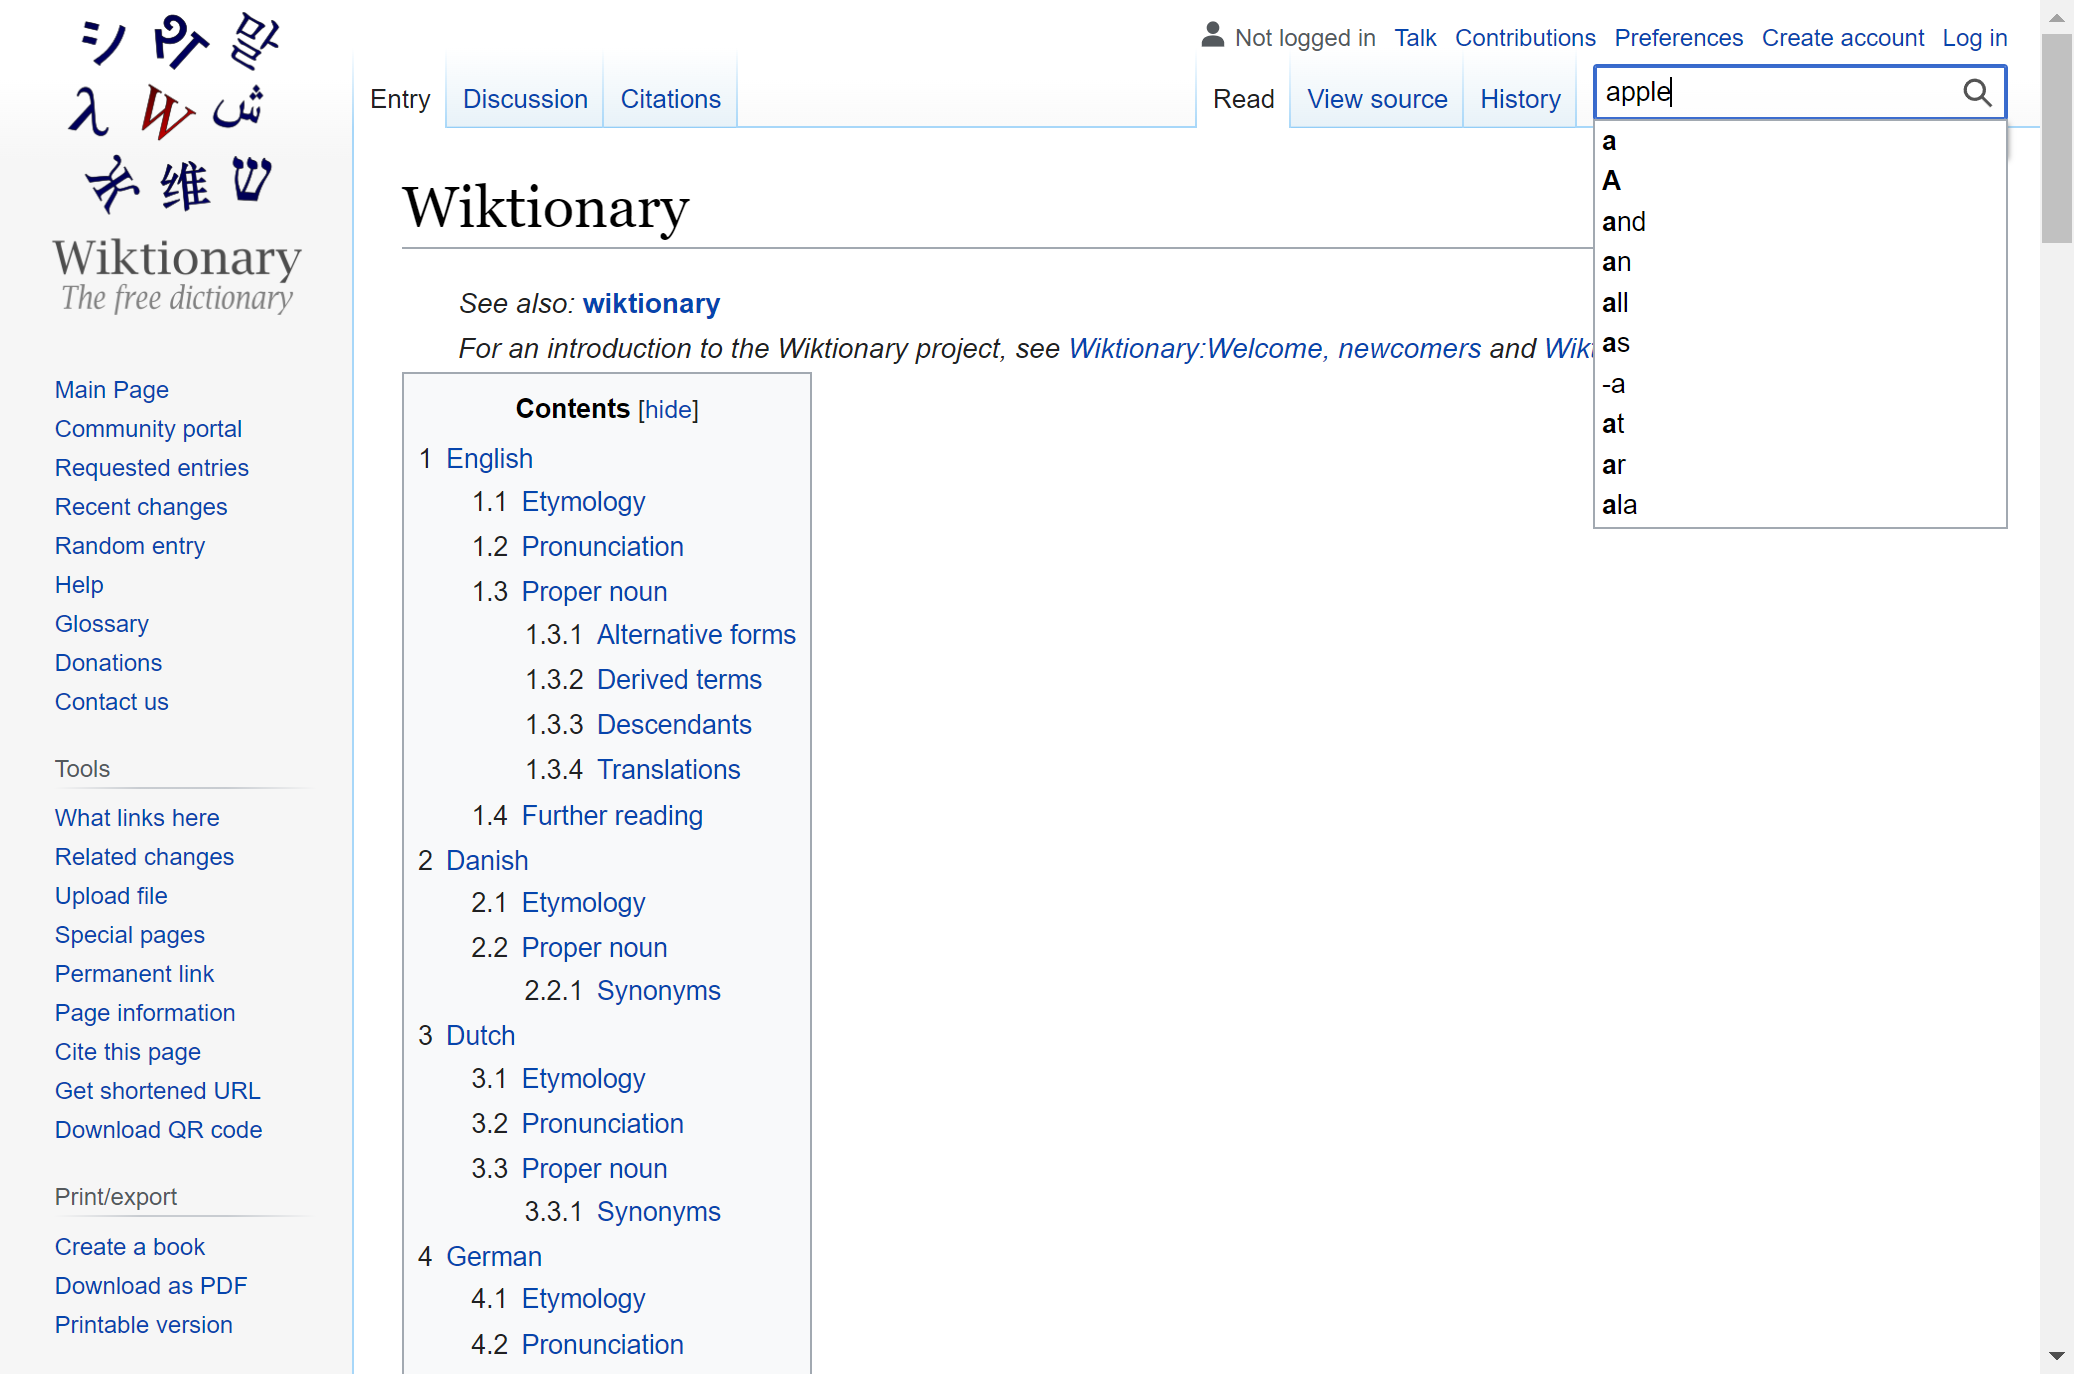 シ 말
λ W ش
维 ש
Wiktionary
The free dictionary
Main Page
Community portal
Requested entries
Recent changes
Random entry
Help
Glossary
Donations
Contact us
Tools
What links here
Related changes
Upload file
Special pages
Permanent link
Page information
Cite this page
Get shortened URL
Download QR code
Print/export
Create a book
Download as PDF
Printable version
Not logged in Talk Contributions Preferences Create account Log in
Entry Discussion Citations Read View source History apple
a
A
and
an
all
as
-a
at
ar
ala
Wiktionary
See also: wiktionary
For an introduction to the Wiktionary project, see Wiktionary:Welcome, newcomers and
Contents [hide]
1 English
1.1 Etymology
1.2 Pronunciation
1.3 Proper noun
1.3.1 Alternative forms
1.3.2 Derived terms
1.3.3 Descendants
1.3.4 Translations
1.4 Further reading
2 Danish
2.1 Etymology
2.2 Proper noun
2.2.1 Synonyms
3 Dutch
3.1 Etymology
3.2 Pronunciation
3.3 Proper noun
3.3.1 Synonyms
4 German
4.1 Etymology
4.2 Pronunciation